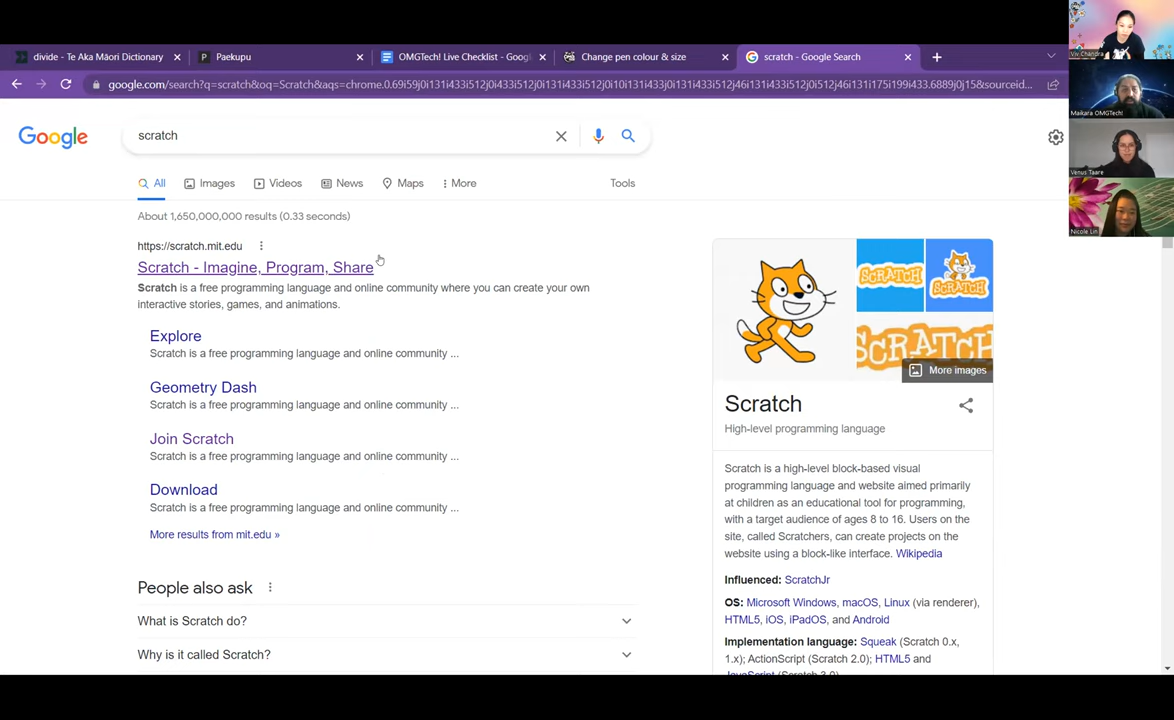 divide - Te Aka Māori Dictionary
Paekupu
OMGTech! Live Checklist - Googl
Change pen colour & size
scratch - Google Search
google.com/search?q=scratch&oq=Scratch&aqs=chrome.0.69i59j0i131i433i512j0i433i512j0i131i433i512j0i10i131i433j0i131i433i512j46i131i433i512j0i512j46i131i175i199i433.6889j0j15&sourceid...
Viv Chandra
Maikara OMGTech!
Venus Taare
Nicole Lin
Google
scratch
All
Images
Videos
News
Maps
More
Tools
About 1,650,000,000 results (0.33 seconds)
https://scratch.mit.edu
Scratch - Imagine, Program, Share
Scratch is a free programming language and online community where you can create your own
interactive stories, games, and animations.
Explore
Scratch is a free programming language and online community ...
Geometry Dash
Scratch is a free programming language and online community ...
Join Scratch
Scratch is a free programming language and online community ...
Download
Scratch is a free programming language and online community ...
More results from mit.edu »
People also ask
What is Scratch do?
Why is it called Scratch?
SCRATCH
SCRATCH
SCRATCH
More images
Scratch
High-level programming language
Scratch is a high-level block-based visual
programming language and website aimed primarily
at children as an educational tool for programming,
with a target audience of ages 8 to 16. Users on the
site, called Scratchers, can create projects on the
website using a block-like interface. Wikipedia
Influenced: ScratchJr
OS: Microsoft Windows, macOS, Linux (via renderer),
HTML5, iOS, iPadOS, and Android
Implementation language: Squeak (Scratch 0.x,
1.x); ActionScript (Scratch 2.0); HTML5 and
JavaScript (Scratch 3.0)